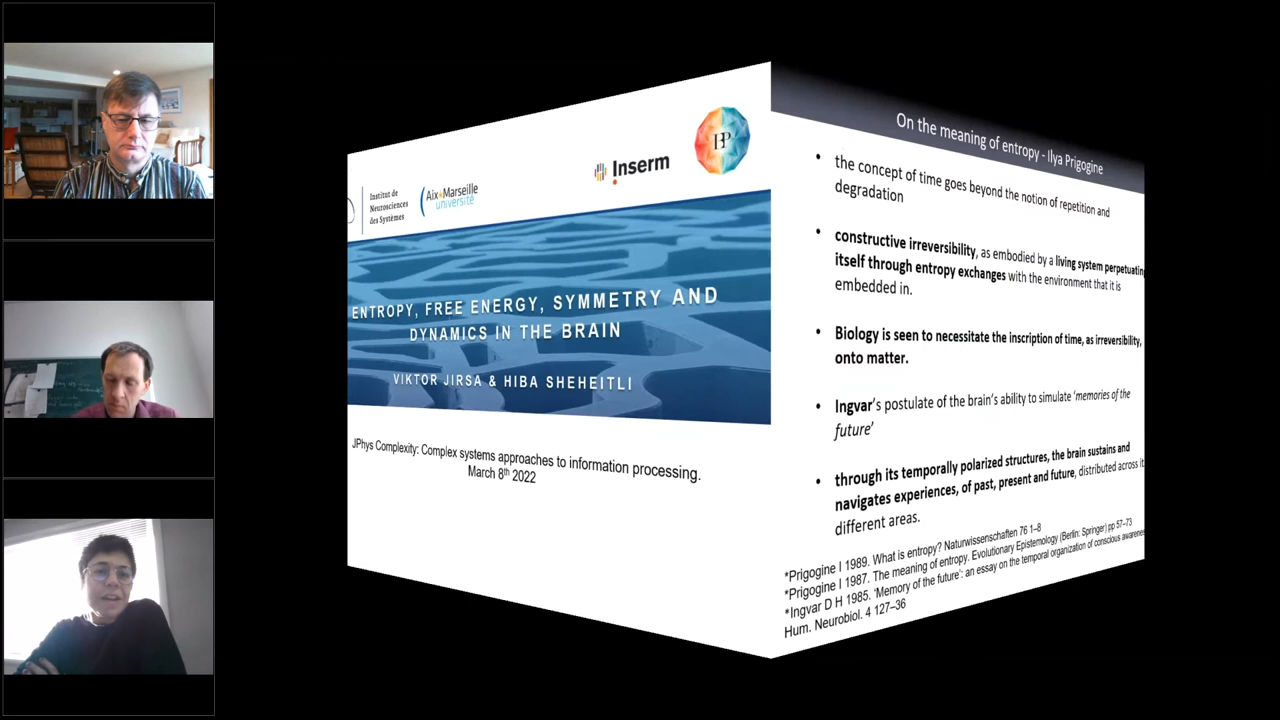 Institut de
Neurosciences
des Systèmes
Aix*Marseille
université
Inserm
ENTROPY, FREE ENERGY, SYMMETRY AND
DYNAMICS IN THE BRAIN
VIKTOR JIRSA & HIBA SHEHEITLI
JPhys Complexity: Complex systems approaches to information processing.
March 8th 2022
On the meaning of entropy - Ilya Prigogine
• the concept of time goes beyond the notion of repetition and
degradation
• constructive irreversibility, as embodied by a living system perpetuating
itself through entropy exchanges with the environment that it is
embedded in.
• Biology is seen to necessitate the inscription of time, as irreversibility,
onto matter.
• Ingvar's postulate of the brain's ability to simulate 'memories of the
future'
• through its temporally polarized structures, the brain sustains and
navigates experiences, of past, present and future, distributed across it
different areas.
*Prigogine I 1989. What is entropy? Naturwissenschaften 76 1–8
*Prigogine I 1987. The meaning of entropy. Evolutionary Epistemology (Berlin: Springer) pp 57–73
*Ingvar D H 1985. 'Memory of the future': an essay on the temporal organization of conscious awareness
Hum. Neurobiol. 4 127–36